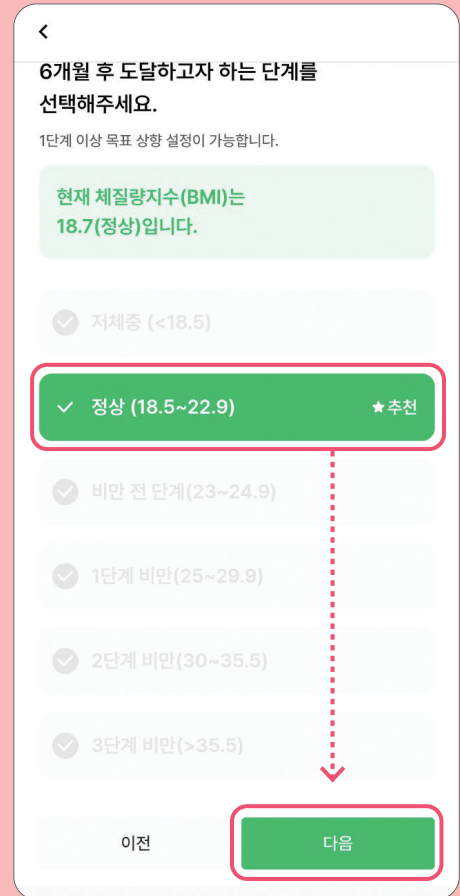 6개월 후 도달하고자 하는 단계를
선택해주세요.
1단계 이상 목표 상향 설정이 가능합니다.
현재 체질량지수(BMI)는
18.7(정상)입니다.
저체중 (<18.5)
정상 (18.5~22.9) ★추천
비만 전 단계(23~24.9)
1단계 비만(25~29.9)
2단계 비만(30~35.5)
3단계 비만(>35.5)
이전 다음